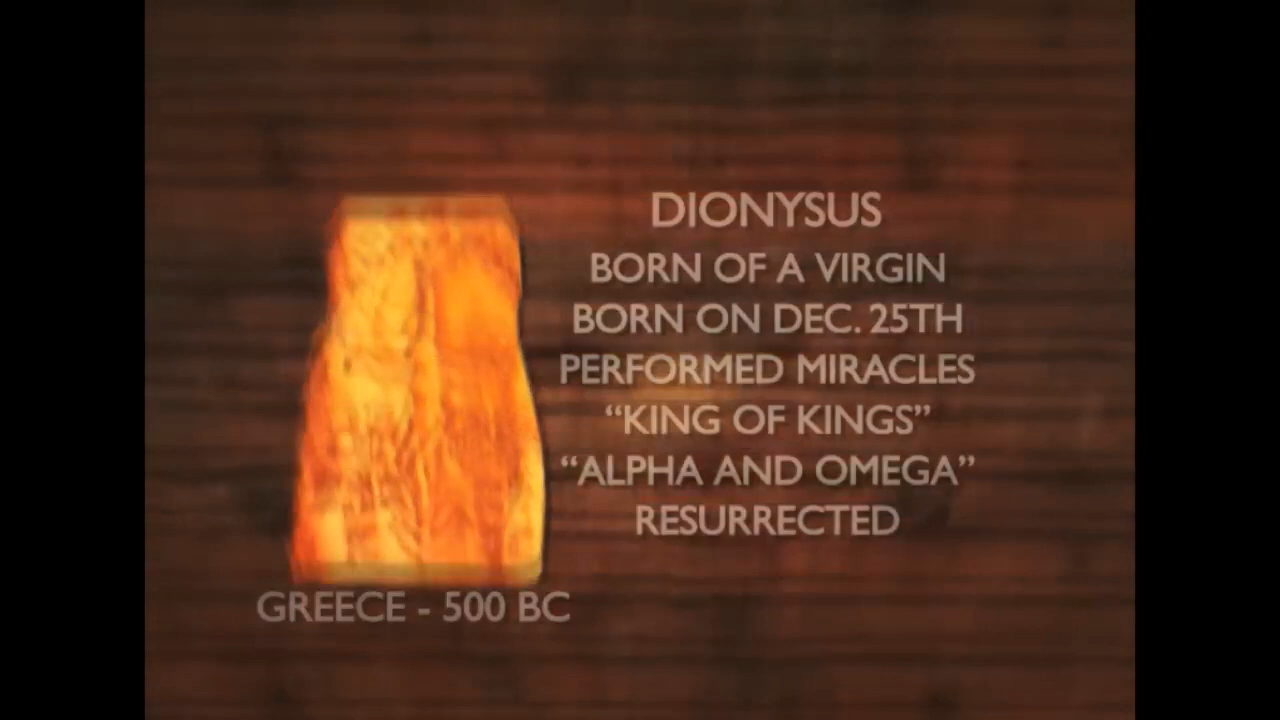 DIONYSUS
BORN OF A VIRGIN
BORN ON DEC. 25TH
PERFORMED MIRACLES
“KING OF KINGS”
“ALPHA AND OMEGA”
RESURRECTED
GREECE - 500 BC